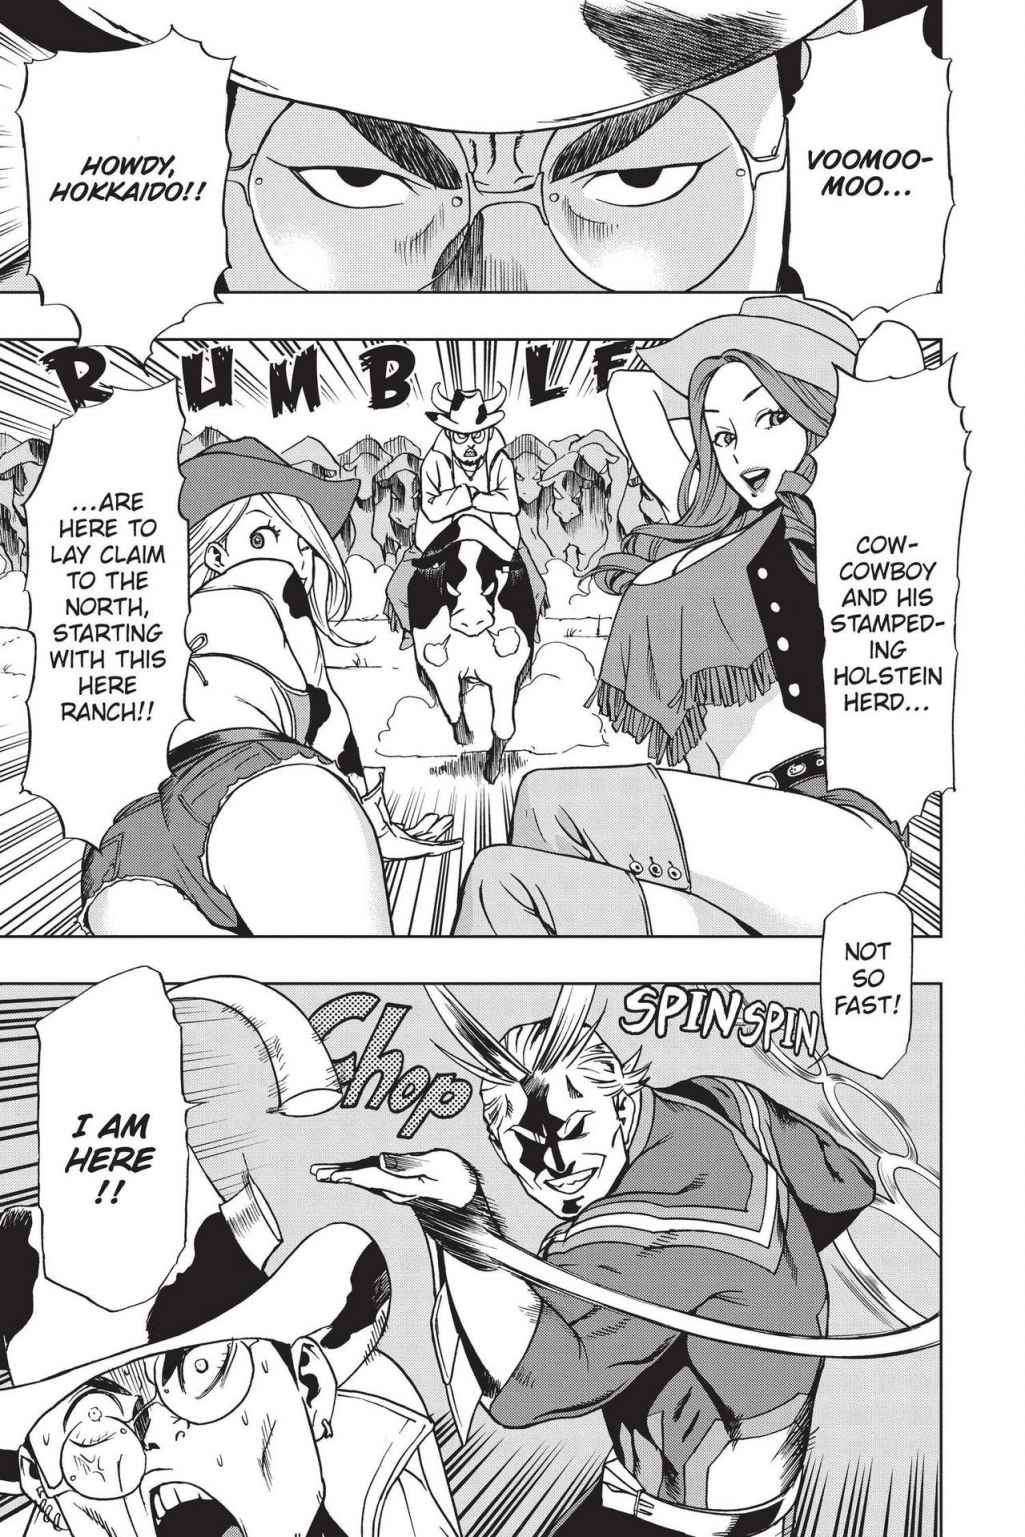 VOOMOO-
MOO...
HOWDY,
HOKKAIDO!!
RUMBLE
COW-
COWBOY
AND HIS
STAMPED-
ING
HOLSTEIN
HERD...
...ARE
HERE TO
LAY CLAIM
TO THE
NORTH,
STARTING
WITH THIS
HERE
RANCH!!
NOT
SO
FAST!
SPIN SPIN
Chop
I AM
HERE
!!